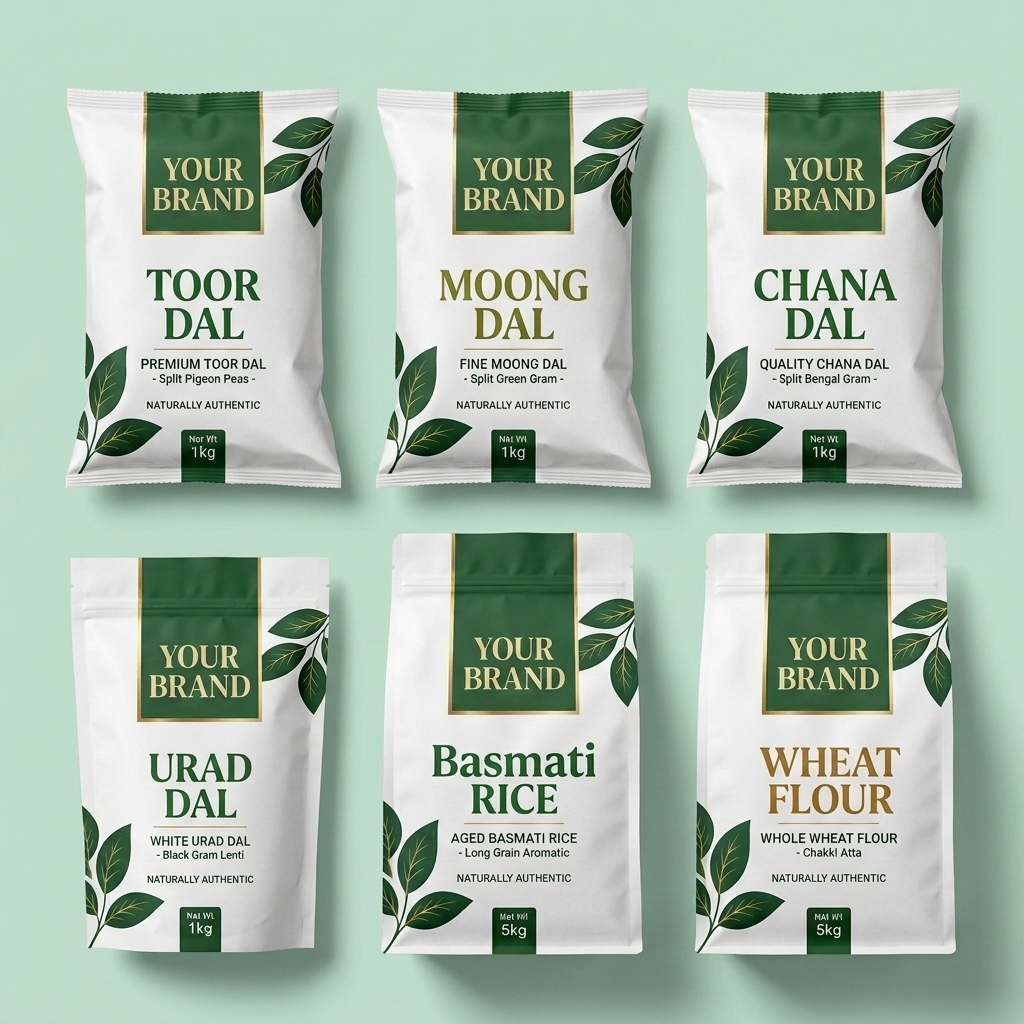 YOUR
BRAND
TOOR
DAL
PREMIUM TOOR DAL
- Split Pigeon Peas -
NATURALLY AUTHENTIC
Nor Wt
1kg
YOUR
BRAND
MOONG
DAL
FINE MOONG DAL
- Split Green Gram -
NATURALLY AUTHENTIC
1kg
YOUR
BRAND
CHANA
DAL
QUALITY CHANA DAL
- Split Bengal Gram -
NATURALLY AUTHENTIC
Net Wt
1kg
YOUR
BRAND
URAD
DAL
WHITE URAD DAL
- Black Gram Lenti
NATURALLY AUTHENTIC
1kg
YOUR
BRAND
Basmati
RICE
AGED BASMATI RICE
- Long Grain Aromatic
NATURALLY AUTHENTIC
5kg
YOUR
BRAND
WHEAT
FLOUR
WHOLE WHEAT FLOUR
- Chakk! Atta
NATURALLY AUTHENTIC
5kg